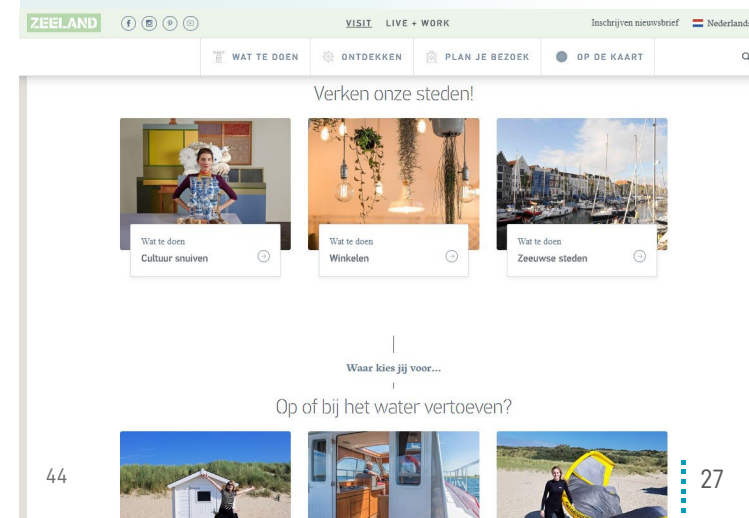 ZEELAND
VISIT LIVE + WORK
Inschrijven nieuwsbrief
Nederlands
WAT TE DOEN
ONTDEKKEN
PLAN JE BEZOEK
OP DE KAART
Verken onze steden!
Wat te doen
Cultuur snuiven
Wat te doen
Winkelen
Wat te doen
Zeeuwse steden
Waar kies jij voor...
Op of bij het water vertoeven?
44
27